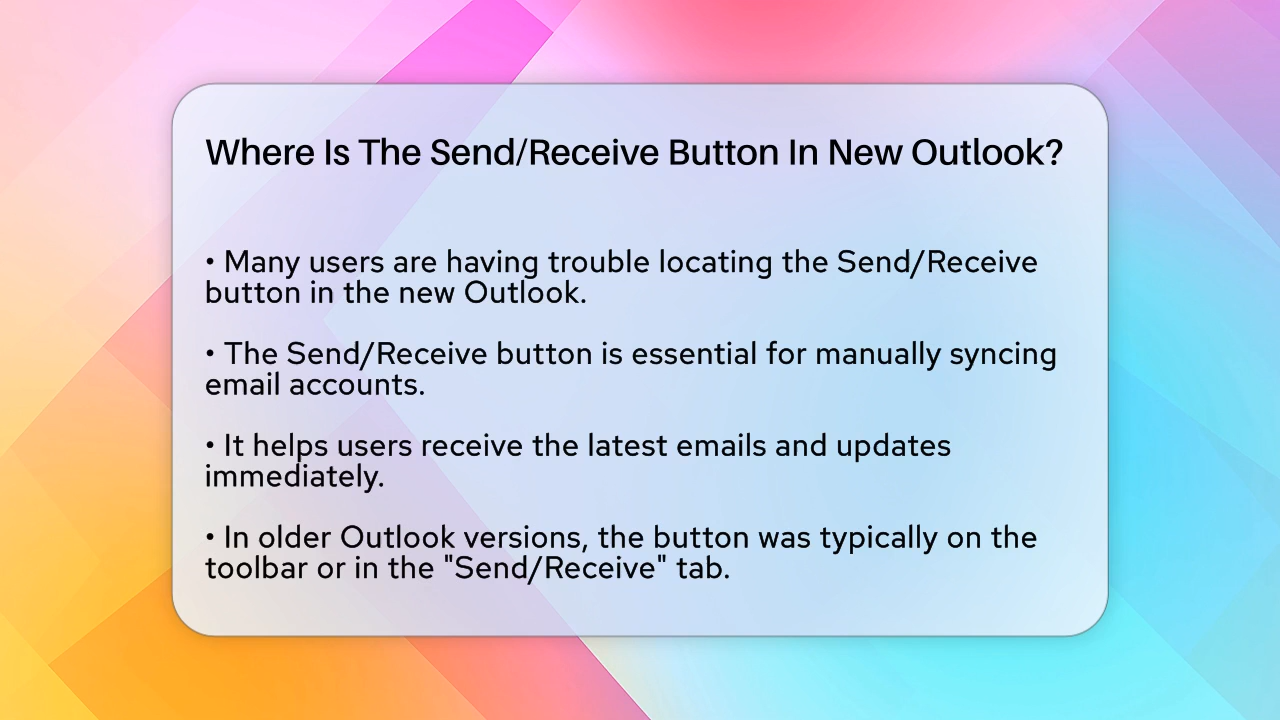 Where Is The Send/Receive Button In New Outlook?
• Many users are having trouble locating the Send/Receive
button in the new Outlook.
• The Send/Receive button is essential for manually syncing
email accounts.
• It helps users receive the latest emails and updates
immediately.
• In older Outlook versions, the button was typically on the
toolbar or in the "Send/Receive" tab.